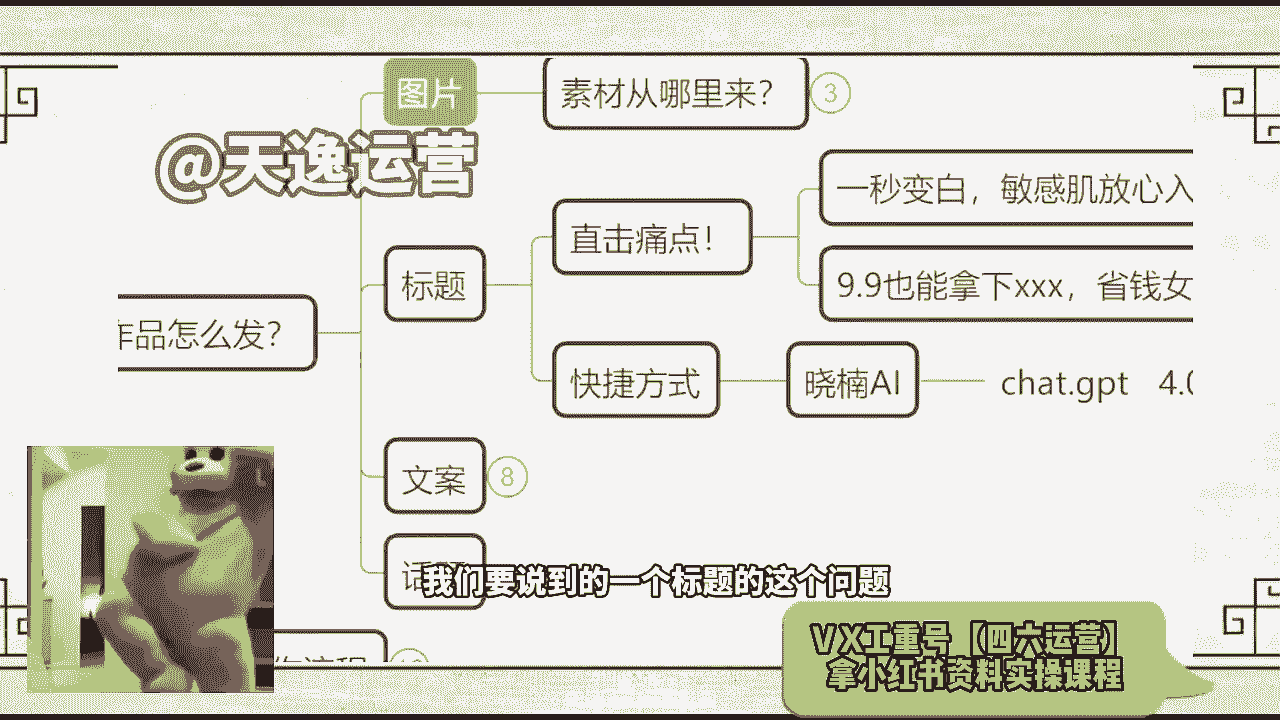 图片
素材从哪里来？
3
@天逸运营
一秒变白，敏感肌放心入
直击痛点！
标题
9.9也能拿下xxx，省钱女
作品怎么发？
快捷方式
晓楠AI
chat.gpt 4.0
文案
8
我们要说到的一个标题的这个问题
VX工重号【四六运营】
拿小红书资料实操课程